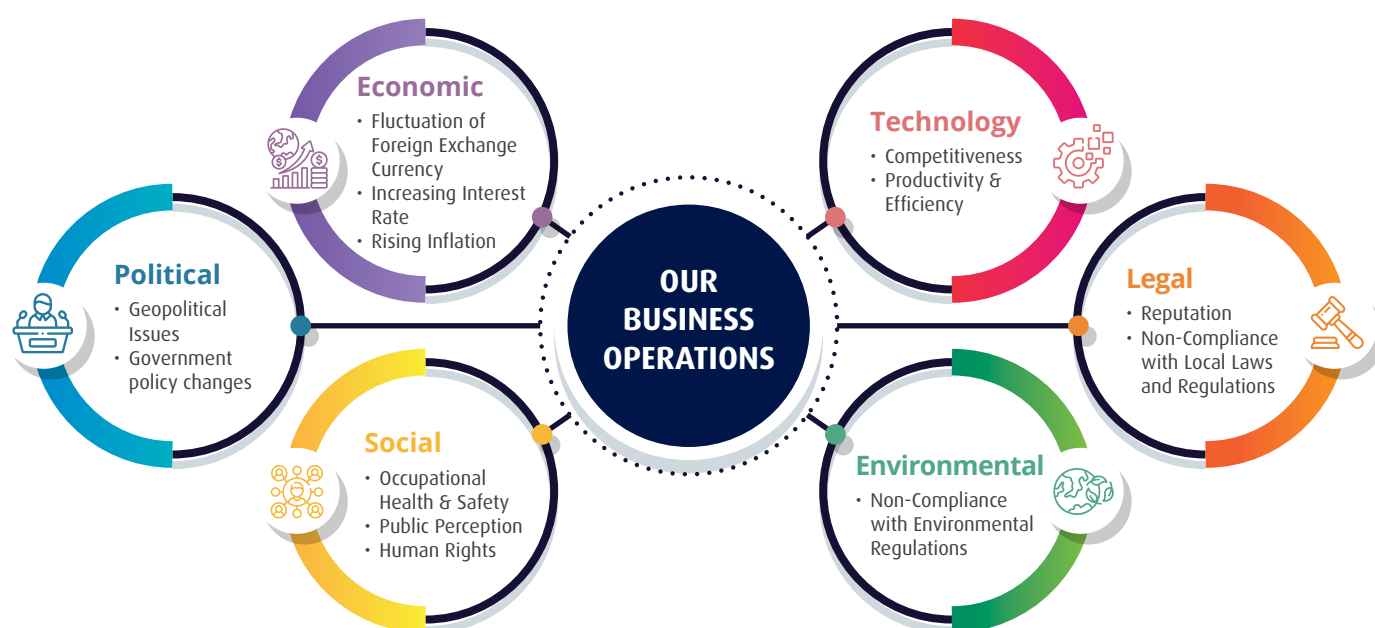 Economic
• Fluctuation of
Foreign Exchange
Currency
• Increasing Interest
Rate
• Rising Inflation
Technology
• Competitiveness
• Productivity &
Efficiency
Political
• Geopolitical
Issues
• Government
policy changes
OUR
BUSINESS
OPERATIONS
Legal
• Reputation
• Non-Compliance
with Local Laws
and Regulations
Social
• Occupational
Health & Safety
• Public Perception
• Human Rights
Environmental
• Non-Compliance
with Environmental
Regulations